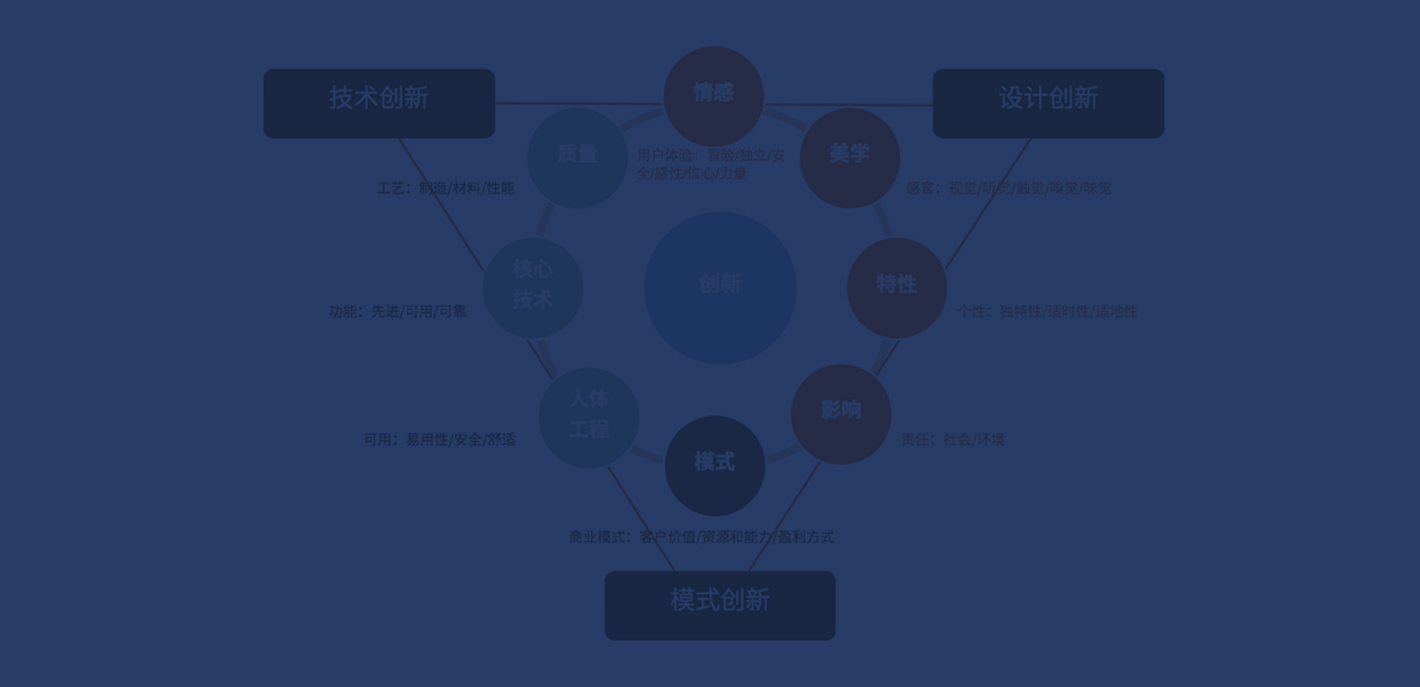 技术创新
情感
设计创新
质量
用户体验：冒险/独立/安
全/感性/信心/力量
美学
工艺：制造/材料/性能
感官：视觉/听觉/触觉/嗅觉/味觉
核心
技术
创新
特性
功能：先进/可用/可靠
个性：独特性/适时性/适地性
人体
工程
影响
可用：易用性/安全/舒适
模式
责任：社会/环境
商业模式：客户价值/资源和能力/盈利方式
模式创新